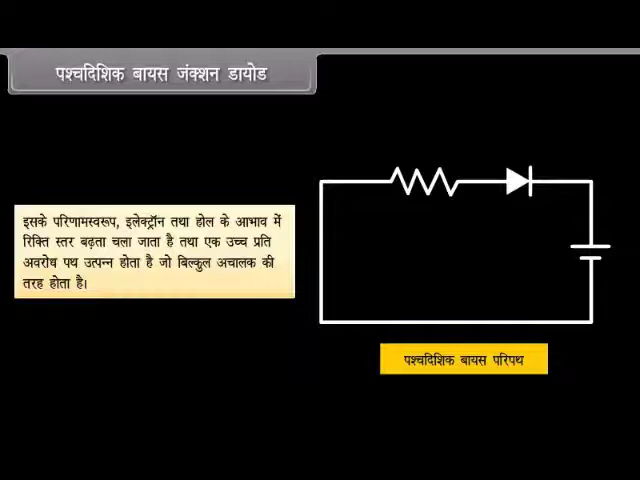 पश्चदिशिक बायस जंक्शन डायोड
इसके परिणामस्वरूप, इलेक्ट्रॉन तथा होल के आभाव में
रिक्ति स्तर बढ़ता चला जाता है तथा एक उच्च प्रति
अवरोध पथ उत्पन्न होता है जो बिल्कुल अचालक की
तरह होता है।
पश्चदिशिक बायस परिपथ